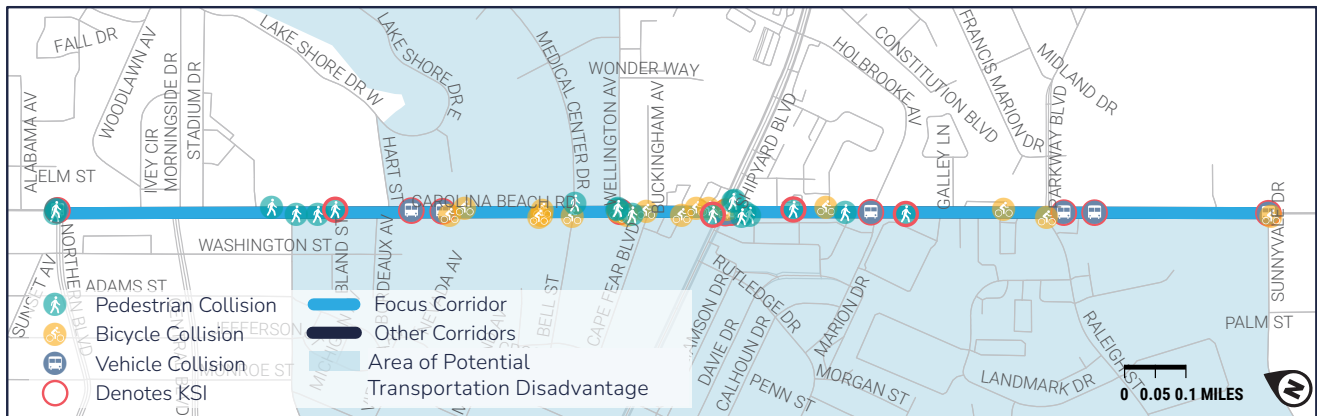 FALL DR
WOODLAWN AV
ALABAMA AV
IVEY CIR
MORNINGSIDE DR
STADIUM DR
ELM ST
LAKE SHORE DR W
LAKE SHORE DR E
HART ST
MEDICAL CENTER DR
WELLINGTON AV
WONDER WAY
BUCKINGHAM AV
SHIPYARD BLVD
HOLBROOKE AV
CONSTITUTION BLVD
FRANCIS MARION DR
MIDLAND DR
PARKWAY BLVD
GALLEY LN
SUNNYVALE DR
CAROLINA BEACH RD
WASHINGTON ST
SUNSET AV
NORTHERN BLVD
ADAMS ST
JEFFERSON
MONROE ST
BELL ST
CAPE FEAR BLVD
RUTLEDGE DR
DAVIE DR
CALHOUN DR
MARION DR
PENN ST
MORGAN ST
LANDMARK DR
RALEIGH ST
PALM ST
Pedestrian Collision
Bicycle Collision
Vehicle Collision
Denotes KSI
Focus Corridor
Other Corridors
Area of Potential
Transportation Disadvantage
0 0.05 0.1 MILES
N